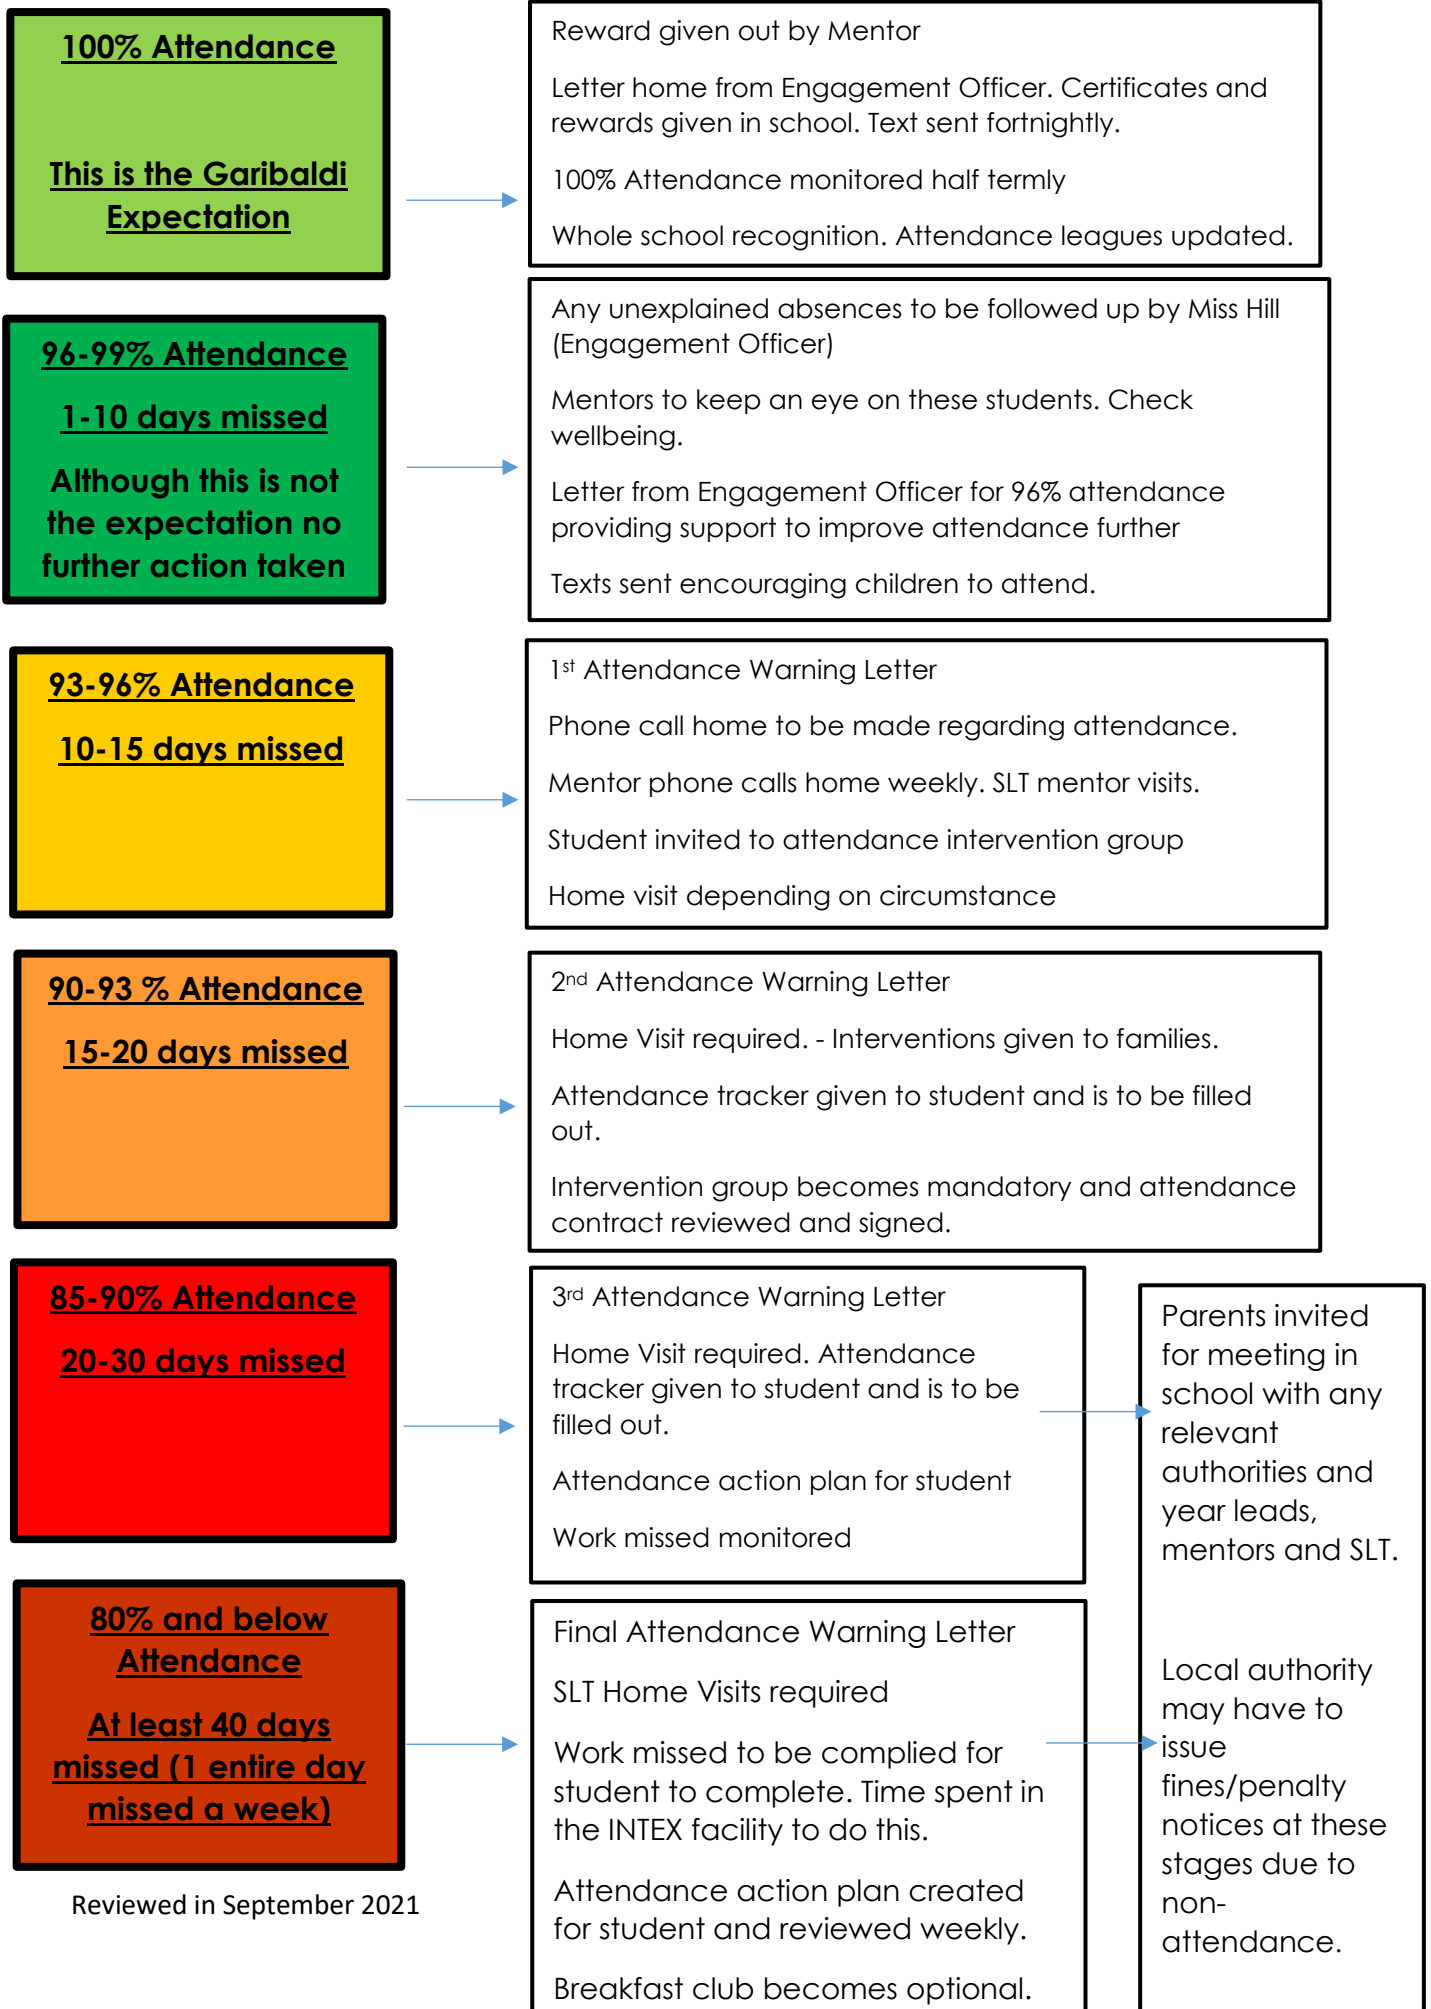 100% Attendance
This is the Garibaldi
Expectation
Reward given out by Mentor
Letter home from Engagement Officer. Certificates and
rewards given in school. Text sent fortnightly.
100% Attendance monitored half termly
Whole school recognition. Attendance leagues updated.
96-99% Attendance
1-10 days missed
Although this is not
the expectation no
further action taken
Any unexplained absences to be followed up by Miss Hill
(Engagement Officer)
Mentors to keep an eye on these students. Check
wellbeing.
Letter from Engagement Officer for 96% attendance
providing support to improve attendance further
Texts sent encouraging children to attend.
93-96% Attendance
10-15 days missed
1st Attendance Warning Letter
Phone call home to be made regarding attendance.
Mentor phone calls home weekly. SLT mentor visits.
Student invited to attendance intervention group
Home visit depending on circumstance
90-93 % Attendance
15-20 days missed
2nd Attendance Warning Letter
Home Visit required. - Interventions given to families.
Attendance tracker given to student and is to be filled
out.
Intervention group becomes mandatory and attendance
contract reviewed and signed.
85-90% Attendance
20-30 days missed
3rd Attendance Warning Letter
Home Visit required. Attendance
tracker given to student and is to be
filled out.
Attendance action plan for student
Work missed monitored
Parents invited
for meeting in
school with any
relevant
authorities and
year leads,
mentors and SLT.
Local authority
may have to
issue
fines/penalty
notices at these
stages due to
non-
attendance.
80% and below
Attendance
At least 40 days
missed (1 entire day
missed a week)
Final Attendance Warning Letter
SLT Home Visits required
Work missed to be complied for
student to complete. Time spent in
the INTEX facility to do this.
Attendance action plan created
for student and reviewed weekly.
Breakfast club becomes optional.
Reviewed in September 2021